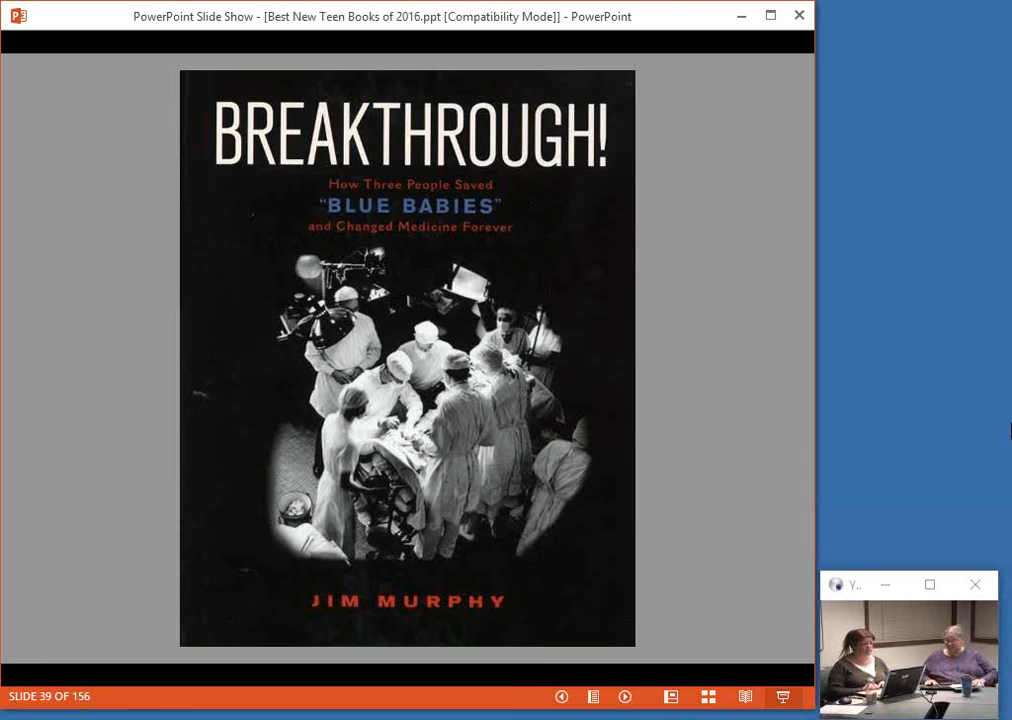 PowerPoint Slide Show - [Best New Teen Books of 2016.ppt [Compatibility Mode]] - PowerPoint
BREAKTHROUGH!
How Three People Saved
"BLUE BABIES"
and Changed Medicine Forever
JIM MURPHY
Y..
SLIDE 39 OF 156